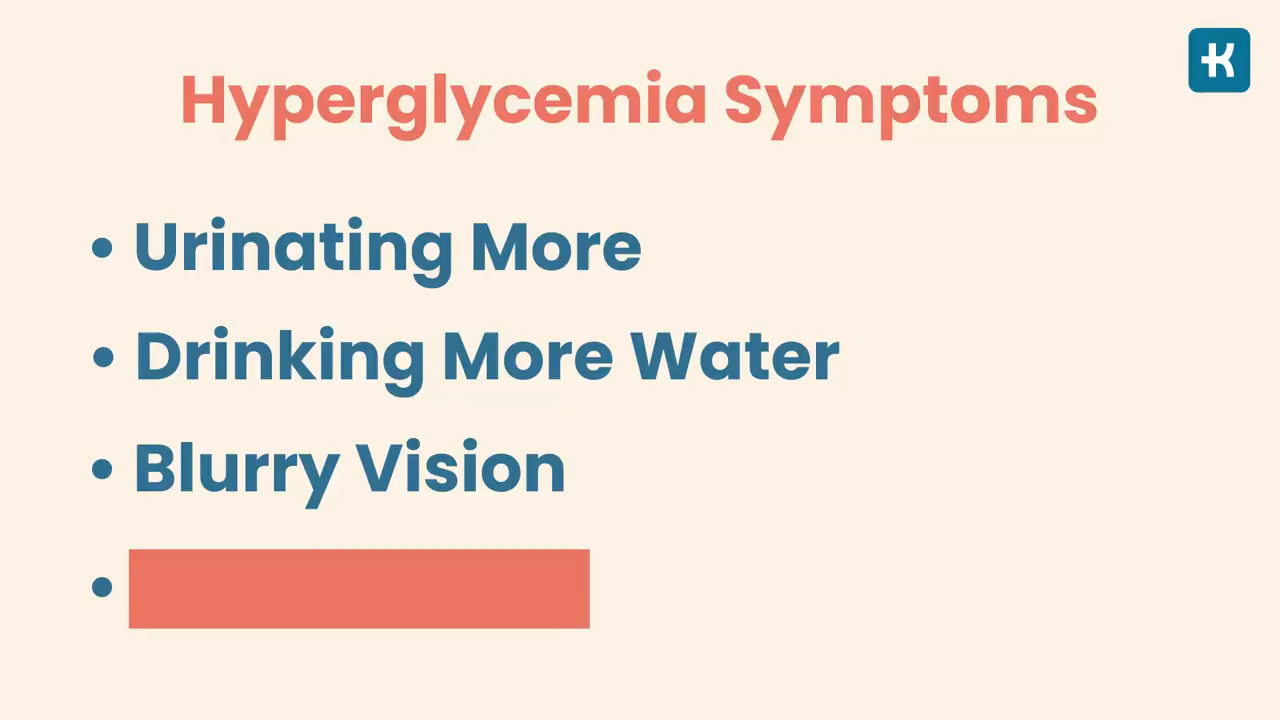 Hyperglycemia Symptoms
• Urinating More
• Drinking More Water
• Blurry Vision
•